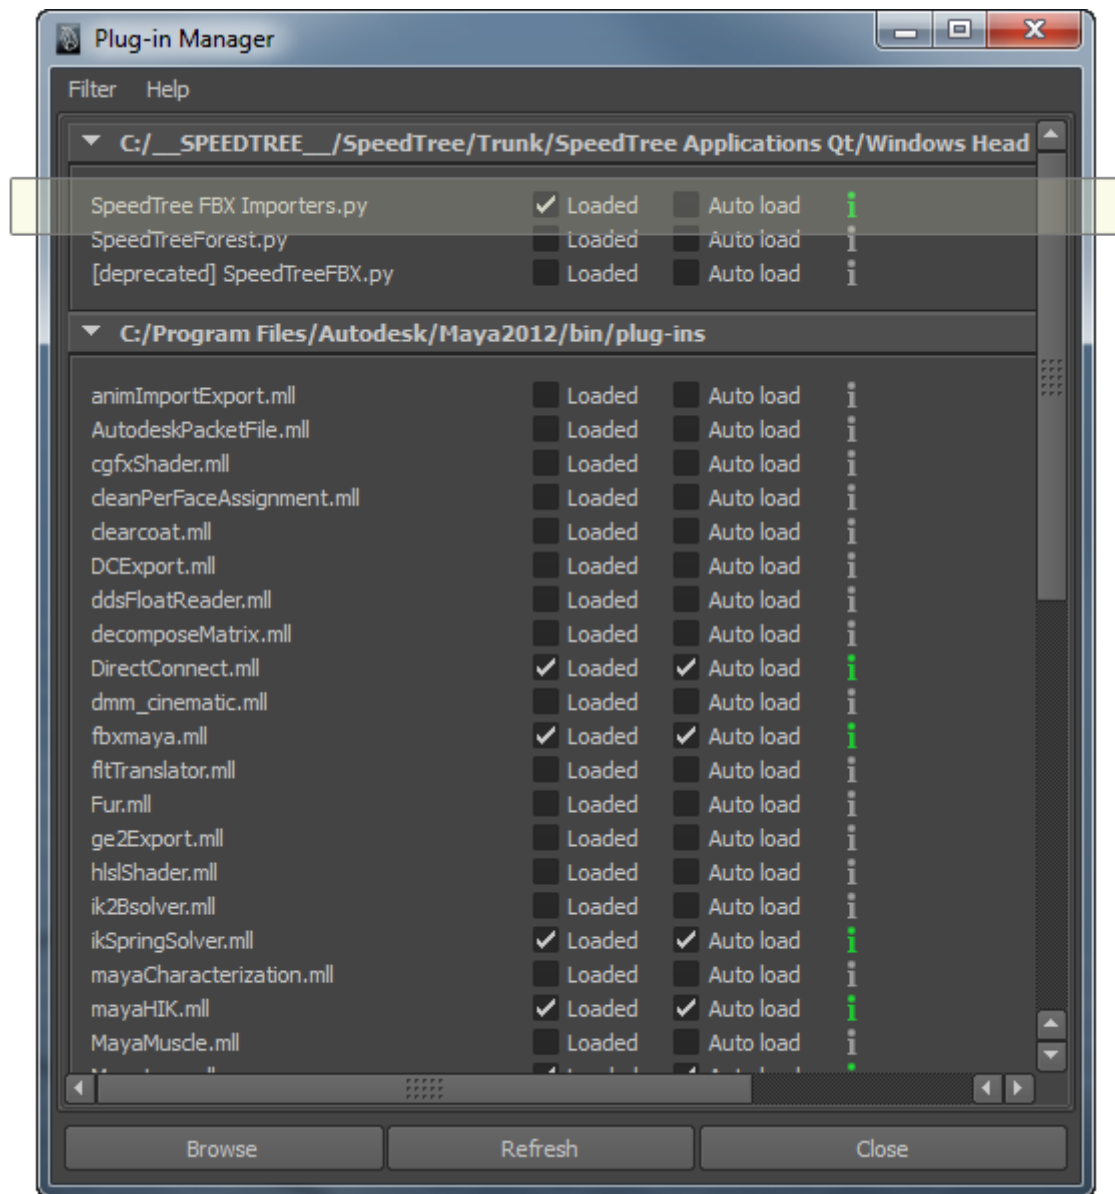 Plug-in Manager
Filter Help
C:/__SPEEDTREE__/SpeedTree/Trunk/SpeedTree Applications Qt/Windows Head
SpeedTree FBX Importers.py Loaded Auto load i
SpeedTreeForest.py Loaded Auto load i
[deprecated] SpeedTreeFBX.py Loaded Auto load i
C:/Program Files/Autodesk/Maya2012/bin/plug-ins
animImportExport.mll Loaded Auto load i
AutodeskPacketFile.mll Loaded Auto load i
cgfxShader.mll Loaded Auto load i
cleanPerFaceAssignment.mll Loaded Auto load i
clearcoat.mll Loaded Auto load i
DCExport.mll Loaded Auto load i
ddsFloatReader.mll Loaded Auto load i
decomposeMatrix.mll Loaded Auto load i
DirectConnect.mll Loaded Auto load i
dmm_cinematic.mll Loaded Auto load i
fbxmaya.mll Loaded Auto load i
fltTranslator.mll Loaded Auto load i
Fur.mll Loaded Auto load i
ge2Export.mll Loaded Auto load i
hlslShader.mll Loaded Auto load i
ik2Bsolver.mll Loaded Auto load i
ikSpringSolver.mll Loaded Auto load i
mayaCharacterization.mll Loaded Auto load i
mayaHIK.mll Loaded Auto load i
MayaMuscle.mll Loaded Auto load i
Browse Refresh Close